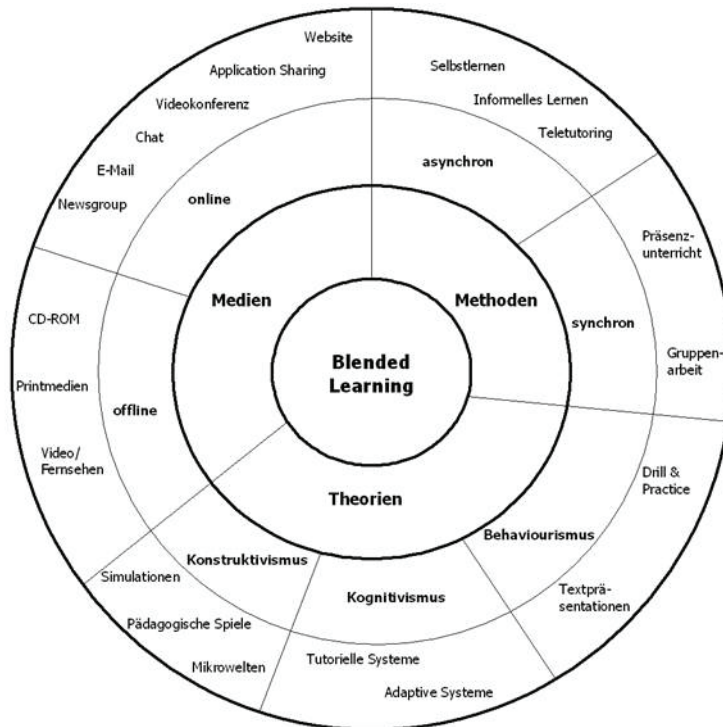 Website
Application Sharing
Videokonferenz
Chat
E-Mail
Newsgroup
online
Selbstlernen
Informelles Lernen
Teletutoring
asynchron
Präsenz-
unterricht
synchron
Gruppen-
arbeit
Medien
Methoden
Blended
Learning
Theorien
CD-ROM
Printmedien
offline
Video/
Fernsehen
Drill &
Practice
Behaviourismus
Textprä-
sentationen
Konstruktivismus
Simulationen
Pädagogische Spiele
Mikrowelten
Kognitivismus
Tutorielle Systeme
Adaptive Systeme